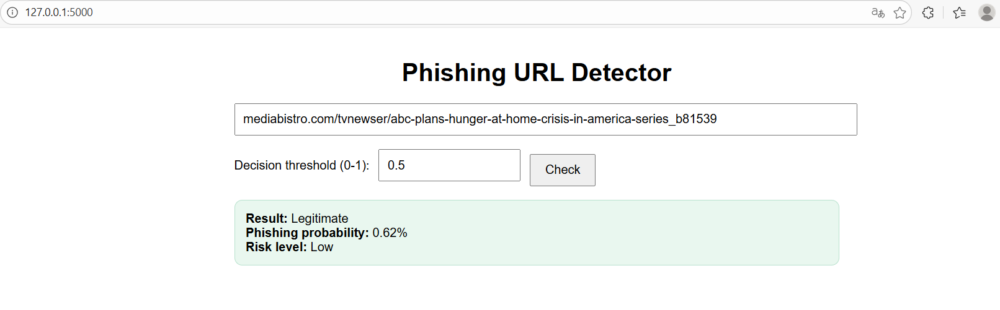 127.0.0.1:5000
Phishing URL Detector
mediabistro.com/tvnewser/abc-plans-hunger-at-home-crisis-in-america-series_b81539
Decision threshold (0-1): 0.5 Check
Result: Legitimate
Phishing probability: 0.62%
Risk level: Low